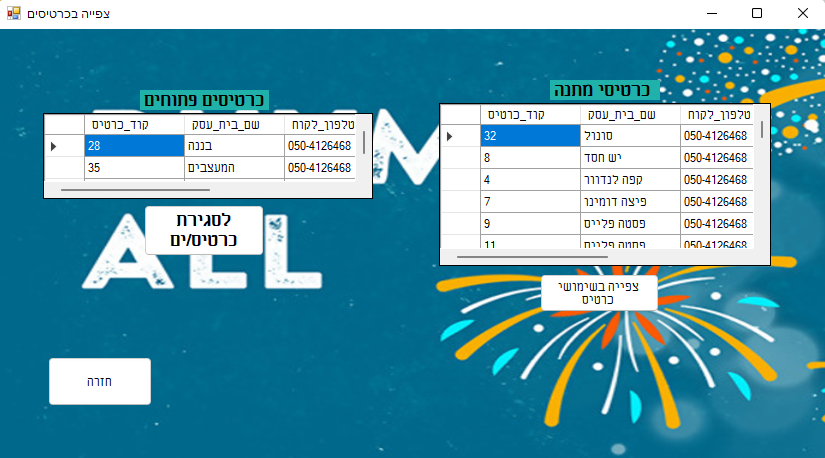 צפייה בכרטיסים
כרטיסי מתנה
קוד_כרטיס שם_בית_עסק טלפון_לקוח
32 סונול 050-4126468
8 יש חסד 050-4126468
4 קפה לנדוור 050-4126468
7 פיצה דומינו 050-4126468
9 פסטה פלייס 050-4126468
11 פסטה פלייס 050-4126468
צפייה בשימושי
כרטיס
כרטיסים פתוחים
קוד_כרטיס שם_בית_עסק טלפון_לקוח
28 בננה 050-4126468
35 המעצבים 050-4126468
לסגירת
כרטיס/ים
ALL
חזרה